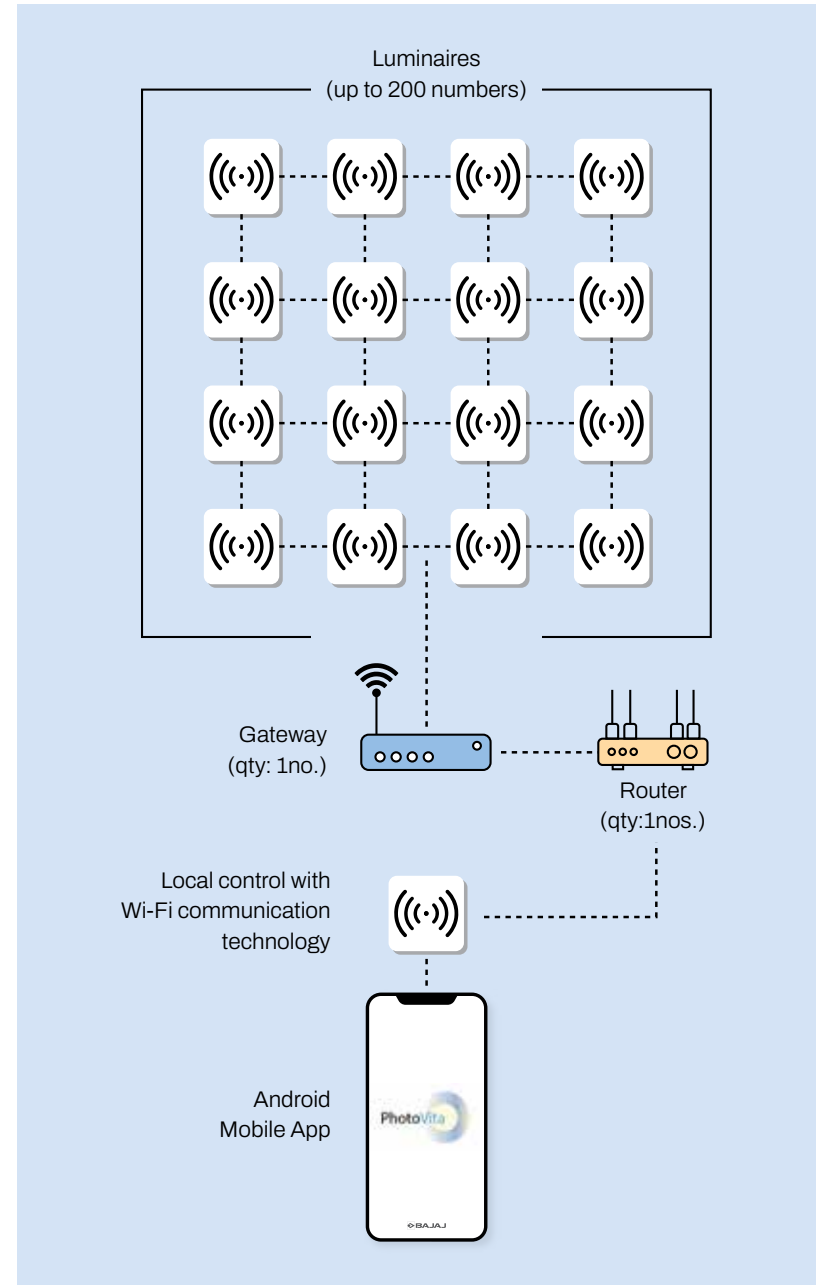 Luminaires
(up to 200 numbers)
Gateway
(qty: 1no.)
Router
(qty:1nos.)
Local control with
Wi-Fi communication
technology
Android
Mobile App
PhotoVita
BAJAJ